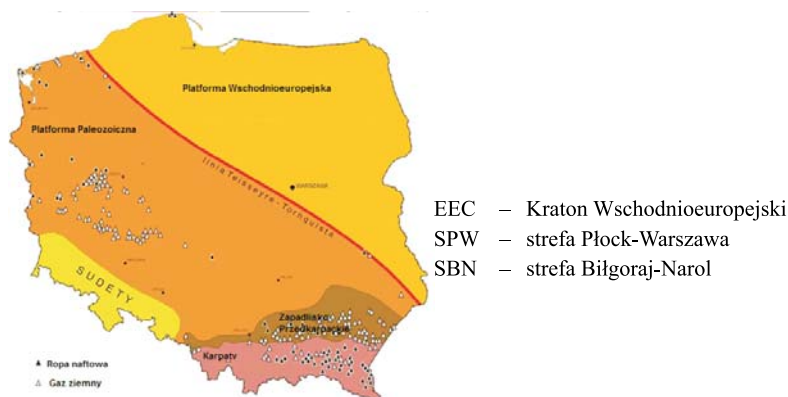 Platforma Wschodnioeuropejska
Platforma Paleozoiczna
linia Teisseyre - Tornquista
WARSZAWA
EEC – Kraton Wschodnioeuropejski
SPW – strefa Płock-Warszawa
SBN – strefa Biłgoraj-Narol
SUDETY
Zapadlisko
Przedkarpackie
Karpaty
Ropa naftowa
Gaz ziemny